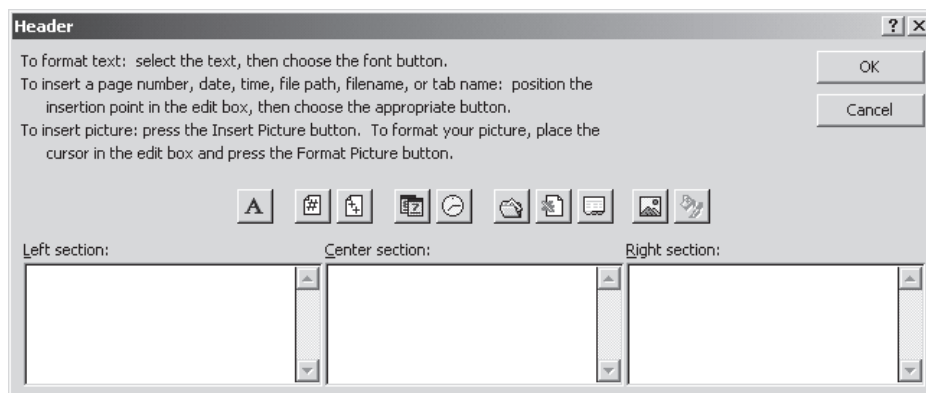 Header
To format text: select the text, then choose the font button.
To insert a page number, date, time, file path, filename, or tab name: position the
insertion point in the edit box, then choose the appropriate button.
To insert picture: press the Insert Picture button. To format your picture, place the
cursor in the edit box and press the Format Picture button.
OK
Cancel
A
Left section:
Center section:
Right section: